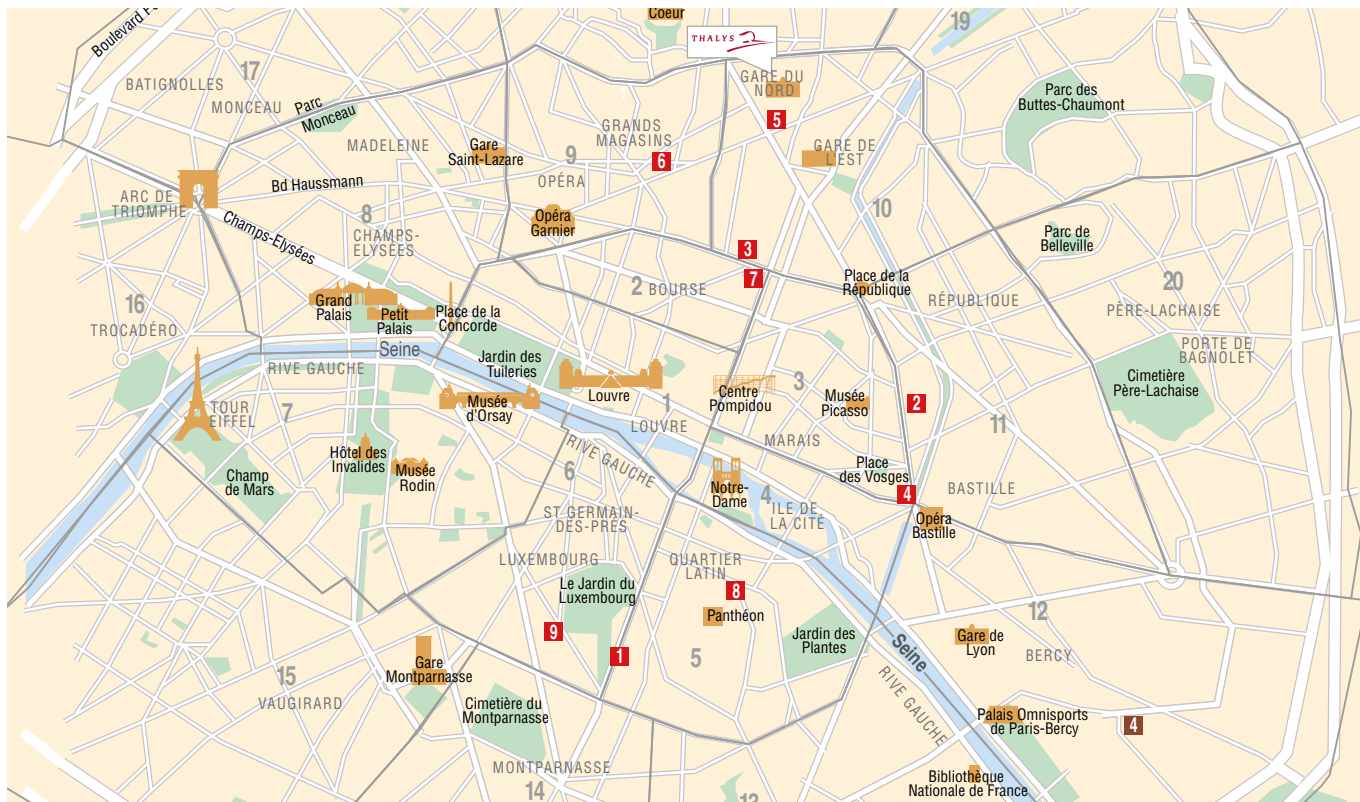 Coeur
19
THALYS
Boulevard
17
BATIGNOLLES
MONCEAU
Parc
Monceau
GARE DU
NORD
Parc des
Buttes-Chaumont
5
GRANDS
MAGASINS
MADELEINE
Gare
Saint-Lazare
9
6
GARE DE
L'EST
OPÉRA
Bd Haussmann
ARC DE
TRIOMPHE
Champs-Elysées
8
CHAMPS-
ELYSÉES
Opéra
Garnier
10
Parc de
Belleville
3
7
2
BOURSE
Place de la
République
RÉPUBLIQUE
20
PÈRE-LACHAISE
16
TROCADÉRO
Grand
Palais
Petit
Palais
Place de la
Concorde
PORTE DE
BAGNOLET
Seine
RIVE GAUCHE
Jardin des
Tuileries
Louvre
1
LOUVRE
Centre
Pompidou
3
Musée
Picasso
2
Cimetière
Père-Lachaise
TOUR
EIFFEL
7
Musée
d'Orsay
11
RIVE GAUCHE
MARAIS
Hôtel des
Invalides
Musée
Rodin
Champ
de Mars
6
Notre-
Dame
4
ILE DE
LA CITÉ
Place
des Vosges
4
BASTILLE
Opéra
Bastille
ST GERMAIN-
DES-PRÉS
LUXEMBOURG
Le Jardin du
Luxembourg
QUARTIER
LATIN
8
Panthéon
9
1
5
Jardin des
Plantes
12
Gare de
Lyon
BERCY
Seine
RIVE GAUCHE
15
VAUGIRARD
Gare
Montparnasse
Cimetière du
Montparnasse
MONTPARNASSE
14
13
Palais Omnisports
de Paris-Bercy
4
Bibliothèque
Nationale de France